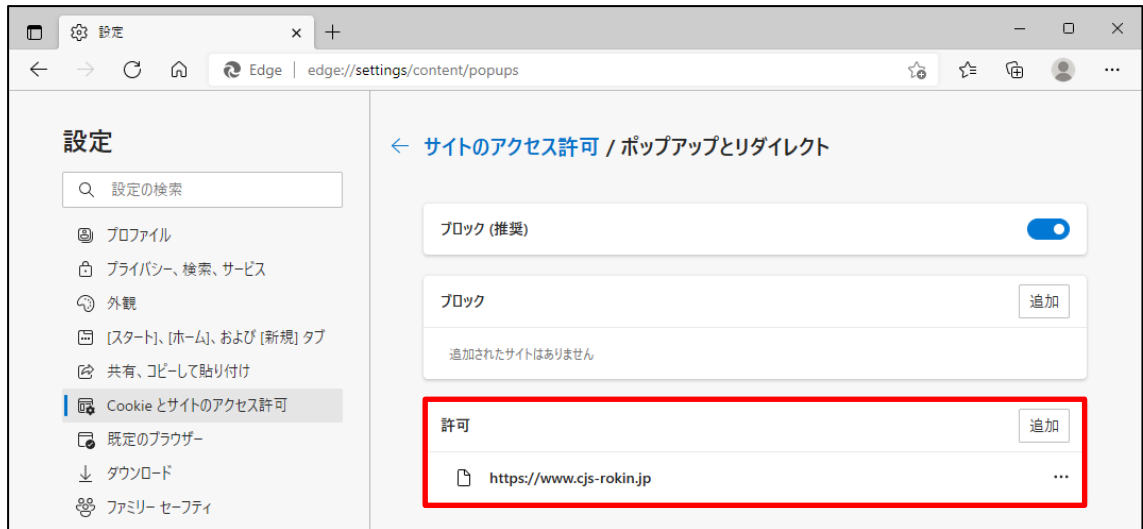 設定
Edge | edge://settings/content/popups
設定
設定の検索
プロファイル
プライバシー、検索、サービス
外観
[スタート]、[ホーム]、および [新規] タブ
共有、コピーして貼り付け
Cookie とサイトのアクセス許可
既定のブラウザー
ダウンロード
ファミリー セーフティ
サイトのアクセス許可 / ポップアップとリダイレクト
ブロック (推奨)
ブロック
追加
追加されたサイトはありません
許可
追加
https://www.cjs-rokin.jp